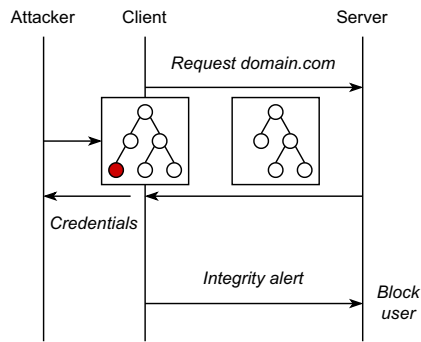 Attacker
Client
Server
Request domain.com
Credentials
Integrity alert
Block
user